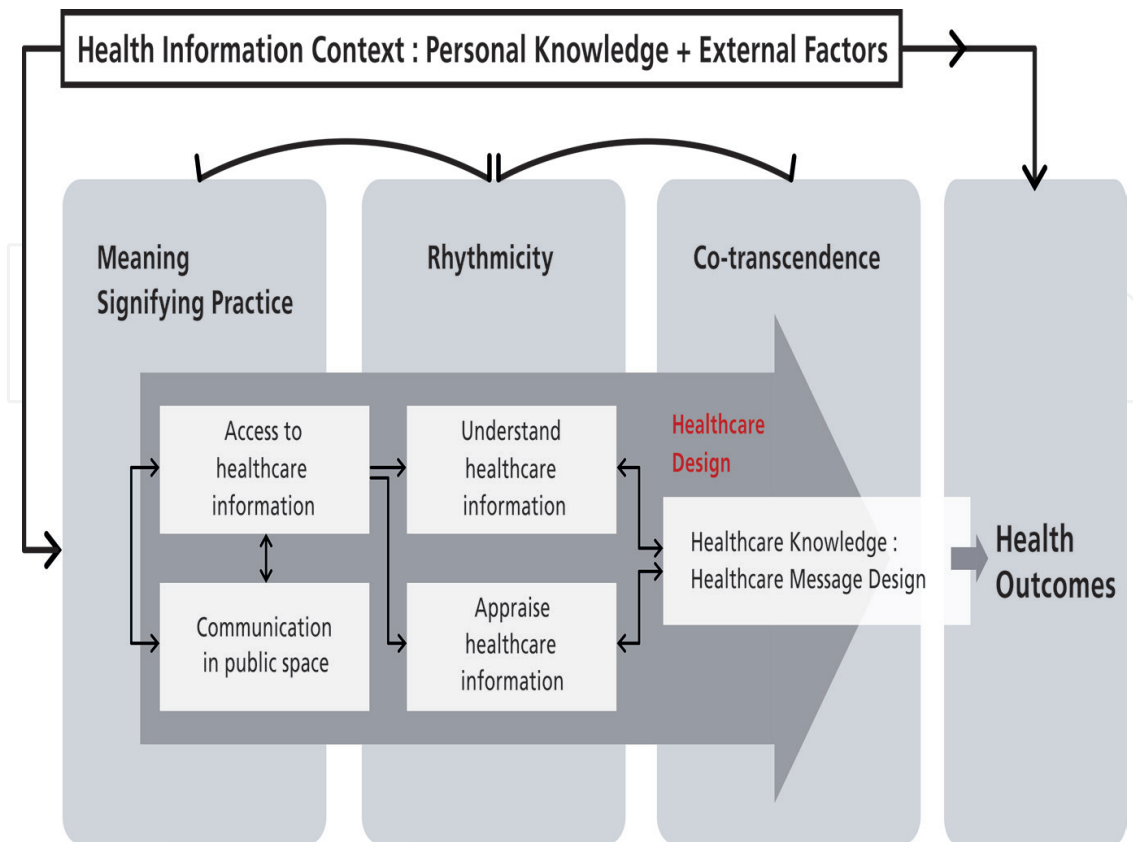 Health Information Context : Personal Knowledge + External Factors
Meaning
Signifying Practice
Rhythmicity
Co-transcendence
Access to
healthcare
information
Understand
healthcare
information
Healthcare
Design
Communication
in public space
Appraise
healthcare
information
Healthcare Knowledge :
Healthcare Message Design
Health
Outcomes